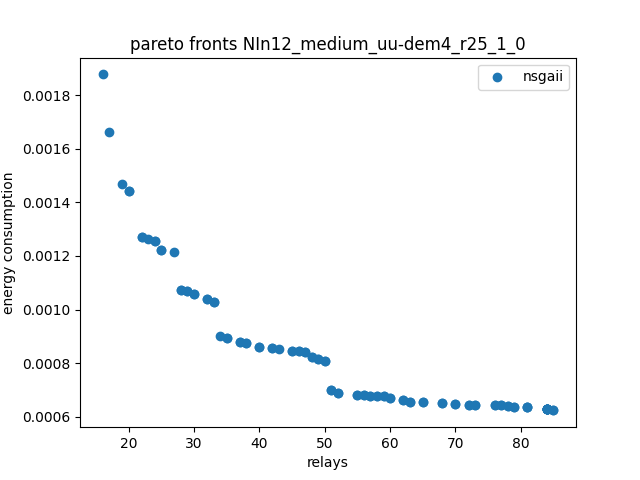 pareto fronts NIn12_medium_uu-dem4_r25_1_0
nsgaii
energy consumption
0.0018
0.0016
0.0014
0.0012
0.0010
0.0008
0.0006
20 30 40 50 60 70 80
relays